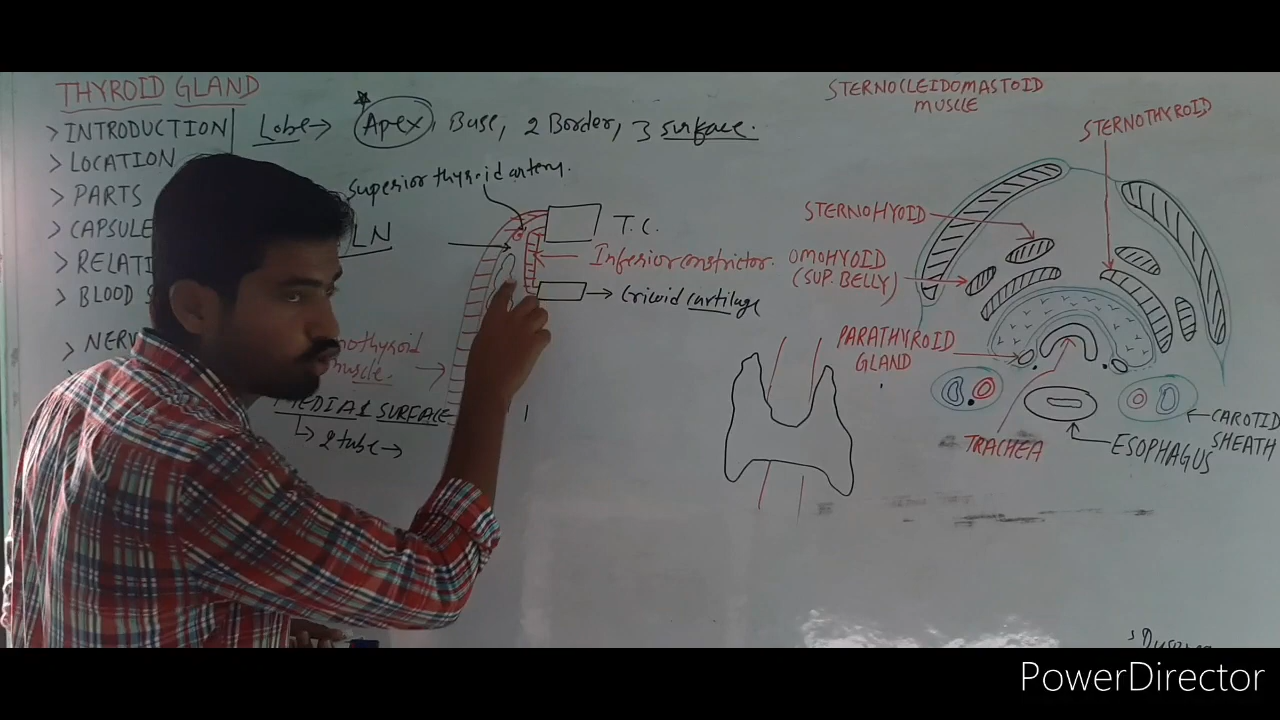 THYROID GLAND
> INTRODUCTION
> LOCATION
> PARTS
> CAPSULE
> RELATI
> BLOOD S
> NERV
Lobe → Apex, Base, 2 Border, 3 surface.
superior thyroid artery.
LN
T.C.
Inferior constrictor.
Cricoid cartilage
nothyroid
muscle
MEDIAL SURFACE
↳ 2 tube →
STERNOCLEIDOMASTOID
MUSCLE
STERNOTHYROID
STERNOHYOID
OMOHYOID
(SUP. BELLY)
PARATHYROID
GLAND
TRACHEA
ESOPHAGUS
CAROTID
SHEATH
PowerDirector